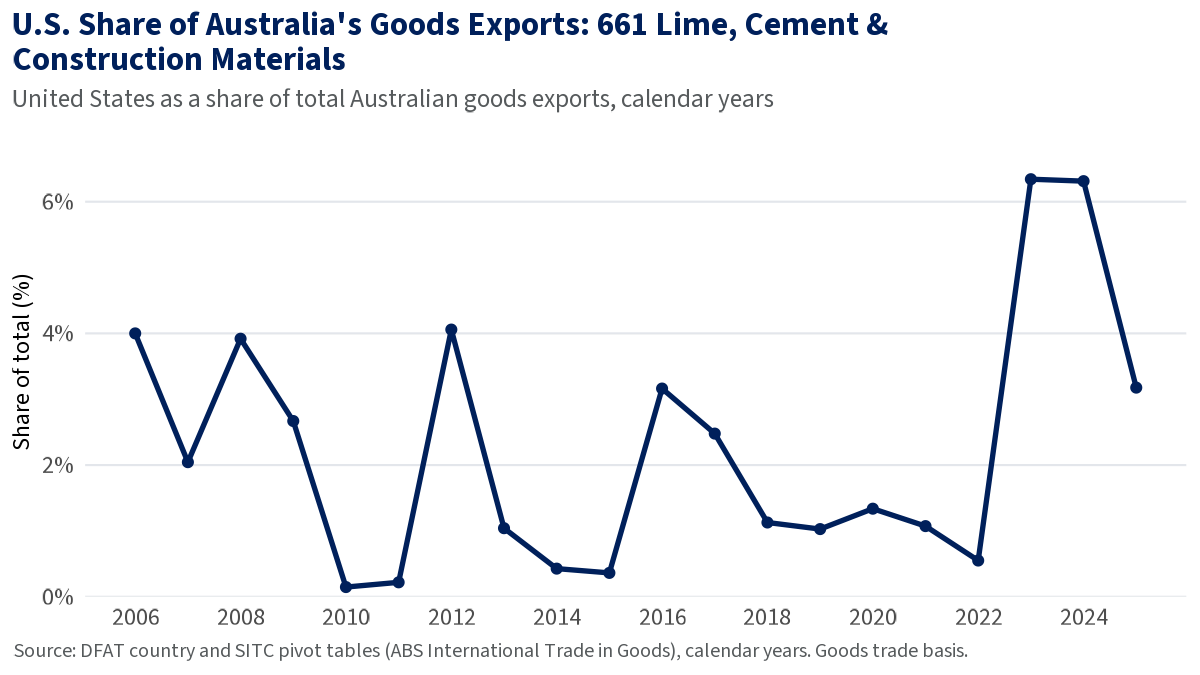 U.S. Share of Australia's Goods Exports: 661 Lime, Cement &
Construction Materials
United States as a share of total Australian goods exports, calendar years
Share of total (%)
6%
4%
2%
0%
2006 2008 2010 2012 2014 2016 2018 2020 2022 2024
Source: DFAT country and SITC pivot tables (ABS International Trade in Goods), calendar years. Goods trade basis.